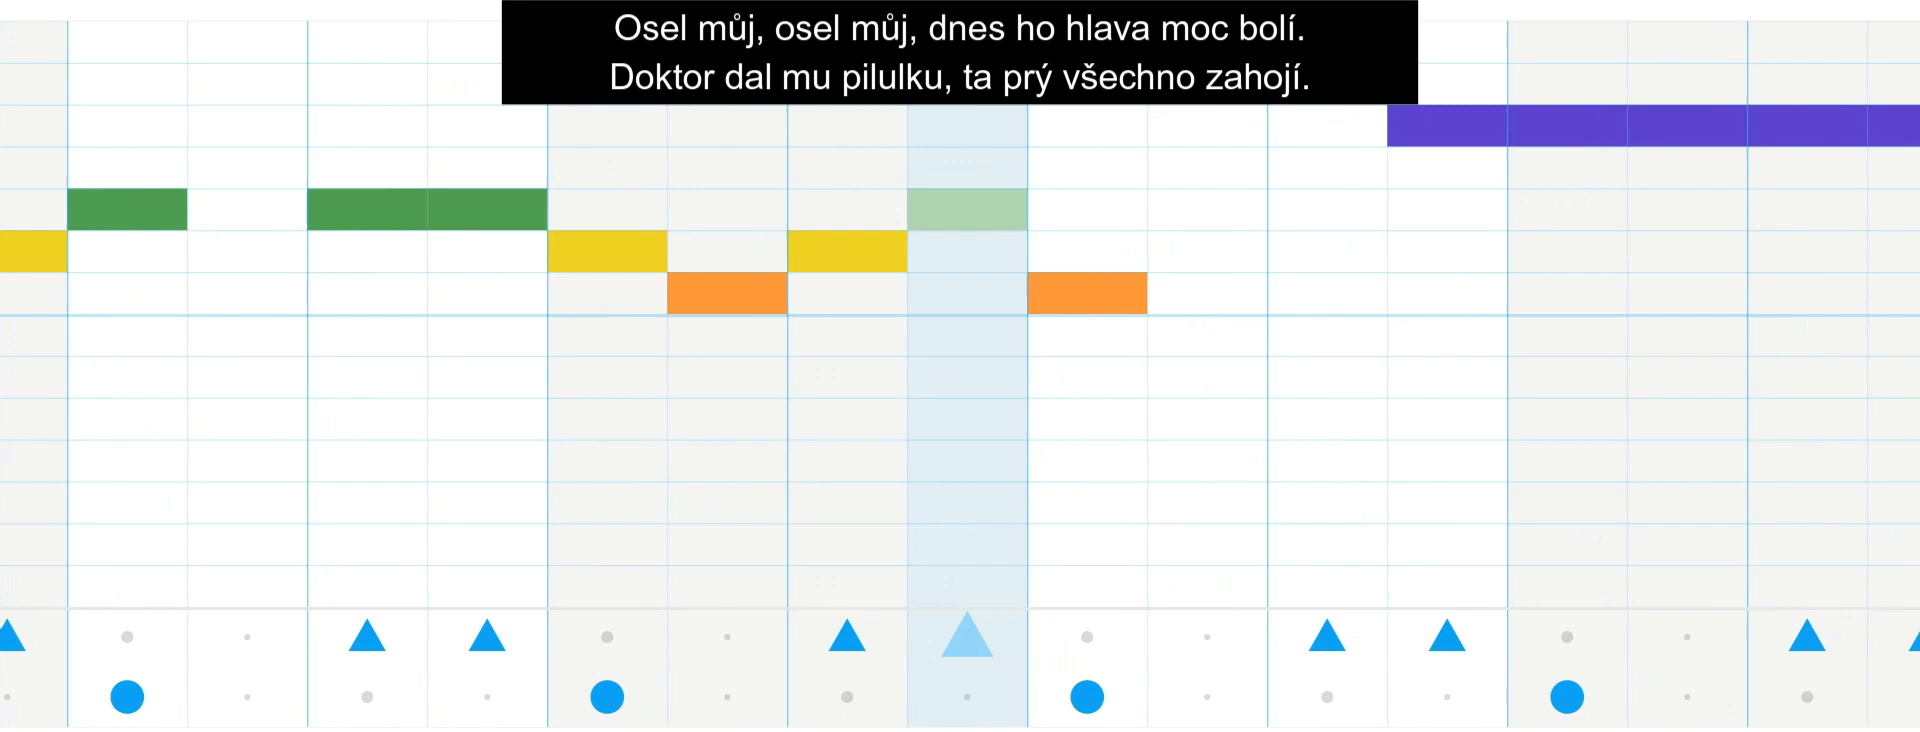 Osel můj, osel můj, dnes ho hlava moc bolí.
Doktor dal mu pilulku, ta prý všechno zahojí.